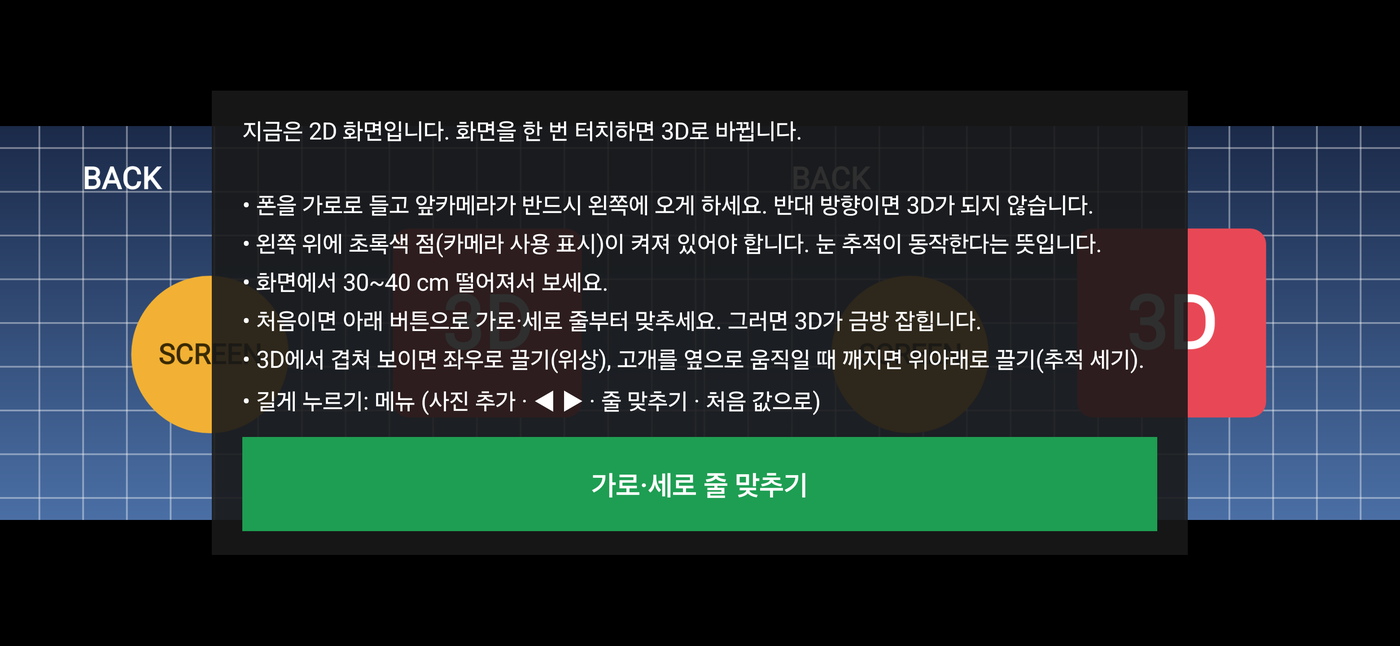 지금은 2D 화면입니다. 화면을 한 번 터치하면 3D로 바뀝니다.
BACK
BACK
• 폰을 가로로 들고 앞카메라가 반드시 왼쪽에 오게 하세요. 반대 방향이면 3D가 되지 않습니다.
• 왼쪽 위에 초록색 점(카메라 사용 표시)이 켜져 있어야 합니다. 눈 추적이 동작한다는 뜻입니다.
• 화면에서 30~40 cm 떨어져서 보세요.
3D
3D
• 처음이면 아래 버튼으로 가로·세로 줄부터 맞추세요. 그러면 3D가 금방 잡힙니다.
SCREEN
SCREEN
• 3D에서 겹쳐 보이면 좌우로 끌기(위상), 고개를 옆으로 움직일 때 깨지면 위아래로 끌기(추적 세기).
• 길게 누르기: 메뉴 (사진 추가 · ◀ ▶ · 줄 맞추기 · 처음 값으로)
가로·세로 줄 맞추기